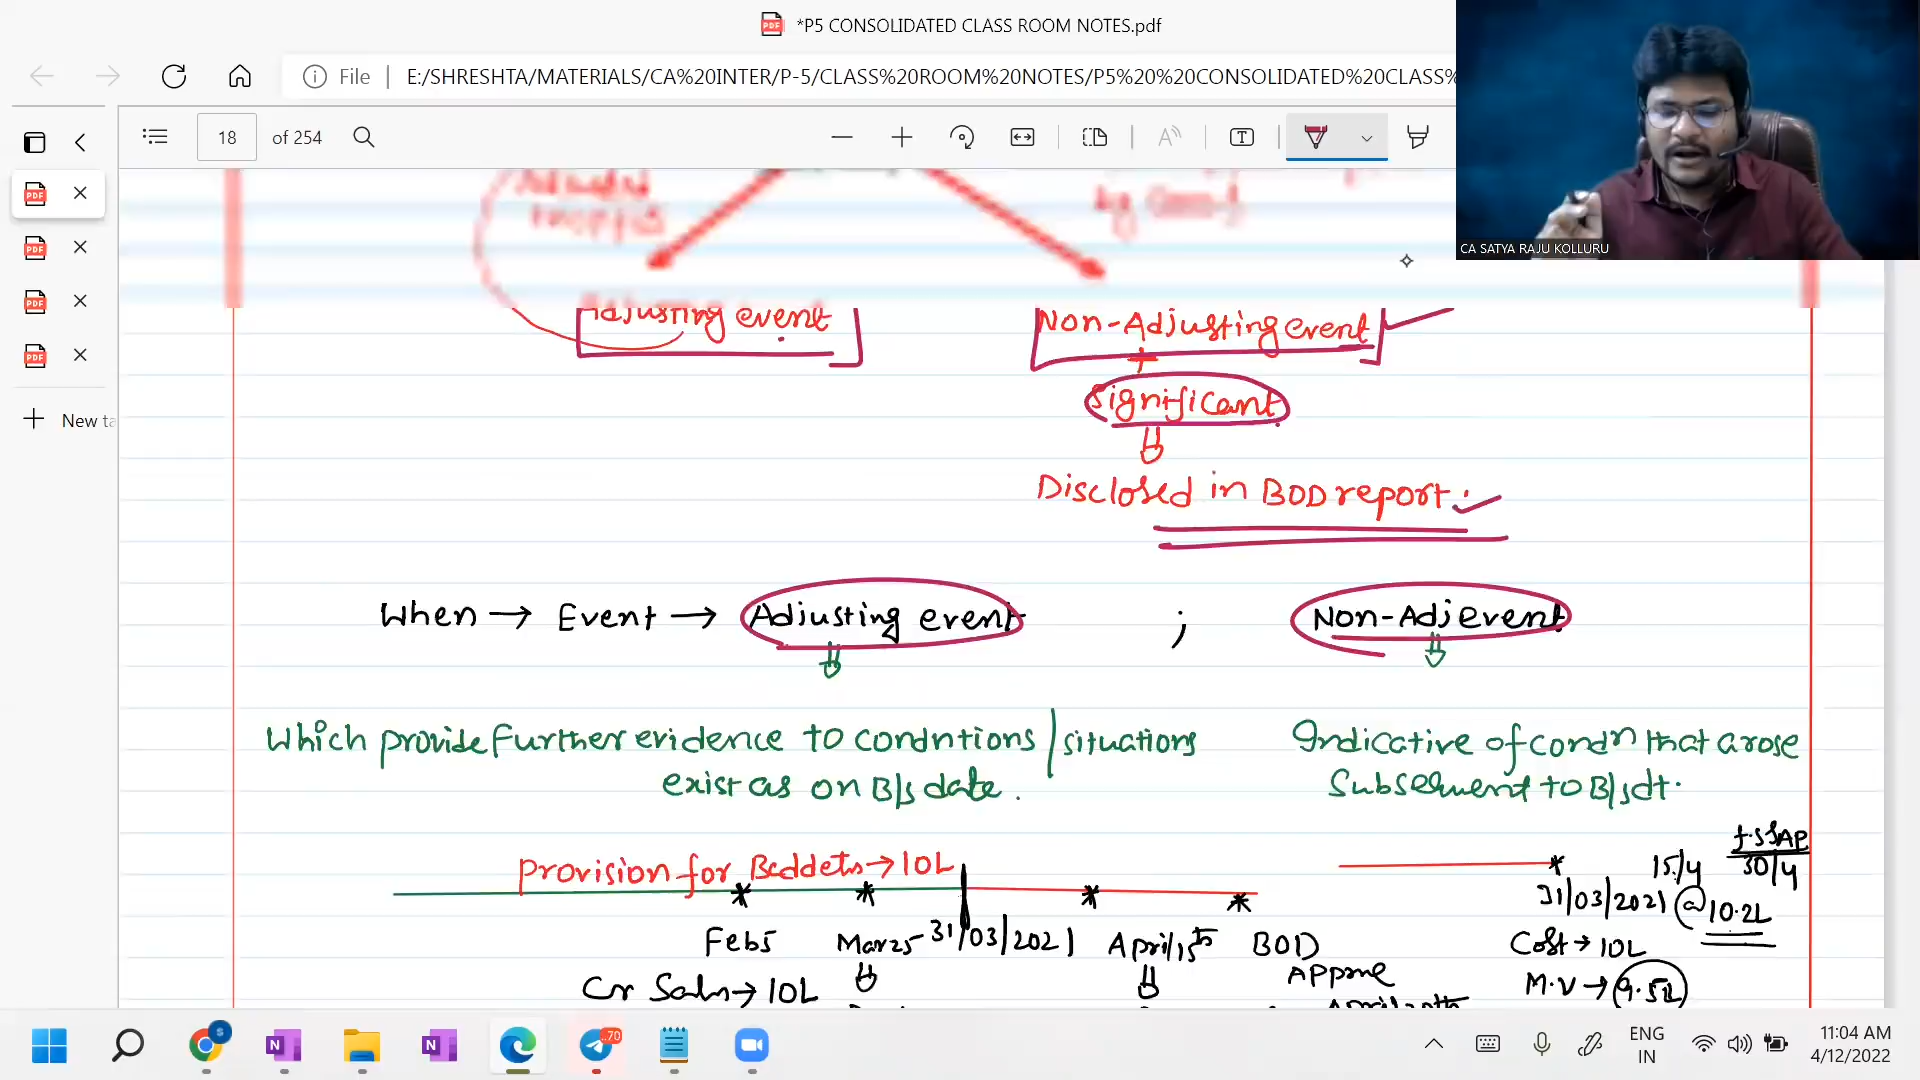 *P5 CONSOLIDATED CLASS ROOM NOTES.pdf
File E:/SHRESHTA/MATERIALS/CA%20INTER/P-5/CLASS%20ROOM%20NOTES/P5%20%20CONSOLIDATED%20CLASS%
18 of 254
CA SATYA RAJU KOLLURU
New ta
Adjusting event
Non-Adjusting event
+
Significant
Disclosed in BOD report.
When → Event → Adjusting event ; Non-Adj event
Which provide Further evidence to condntions / situations
exist as on B/s date.
Indicative of condn that arose
Subsequent to B/s dt.
Provision for Baddets → 10L
15/4
30/4
31/03/2021 @ 10.2L
Feb5 Mar25 31/03/2021 April 15th BOD
Cost → 10L
Cr Sales → 10L
M.V → 9.5L
..70
ENG
IN
11:04 AM
4/12/2022